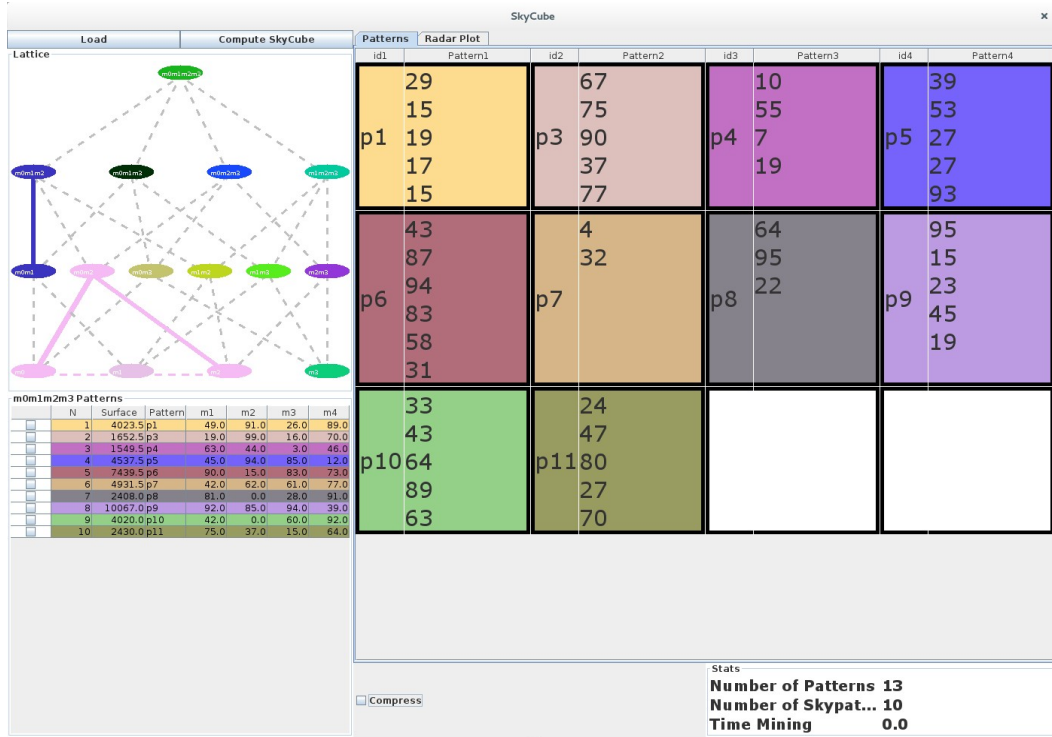 SkyCube
×
Load
Compute SkyCube
Lattice
m0m1m2m3
m0m1m2
m0m1m3
m0m2m3
m1m2m3
m0m1
m0m2
m0m3
m1m2
m1m3
m2m3
m0
m1
m2
m3
m0m1m2m3 Patterns
N Surface Pattern m1 m2 m3 m4
1 4023.5 p1 49.0 91.0 26.0 89.0
2 1652.5 p3 19.0 99.0 16.0 70.0
3 1549.5 p4 63.0 44.0 3.0 46.0
4 4537.5 p5 45.0 94.0 85.0 12.0
5 7439.5 p6 90.0 15.0 83.0 73.0
6 4931.5 p7 42.0 62.0 61.0 77.0
7 2408.0 p8 81.0 0.0 28.0 91.0
8 10067.0 p9 92.0 85.0 94.0 39.0
9 4020.0 p10 42.0 0.0 60.0 92.0
10 2430.0 p11 75.0 37.0 15.0 64.0
Patterns
Radar Plot
id1 Pattern1 id2 Pattern2 id3 Pattern3 id4 Pattern4
p1
29
15
19
17
15
p3
67
75
90
37
77
p4
10
55
7
19
p5
39
53
27
27
93
p6
43
87
94
83
58
31
p7
4
32
p8
64
95
22
p9
95
15
23
45
19
p10
33
43
64
89
63
p11
24
47
80
27
70
Compress
Stats
Number of Patterns 13
Number of Skypat... 10
Time Mining 0.0